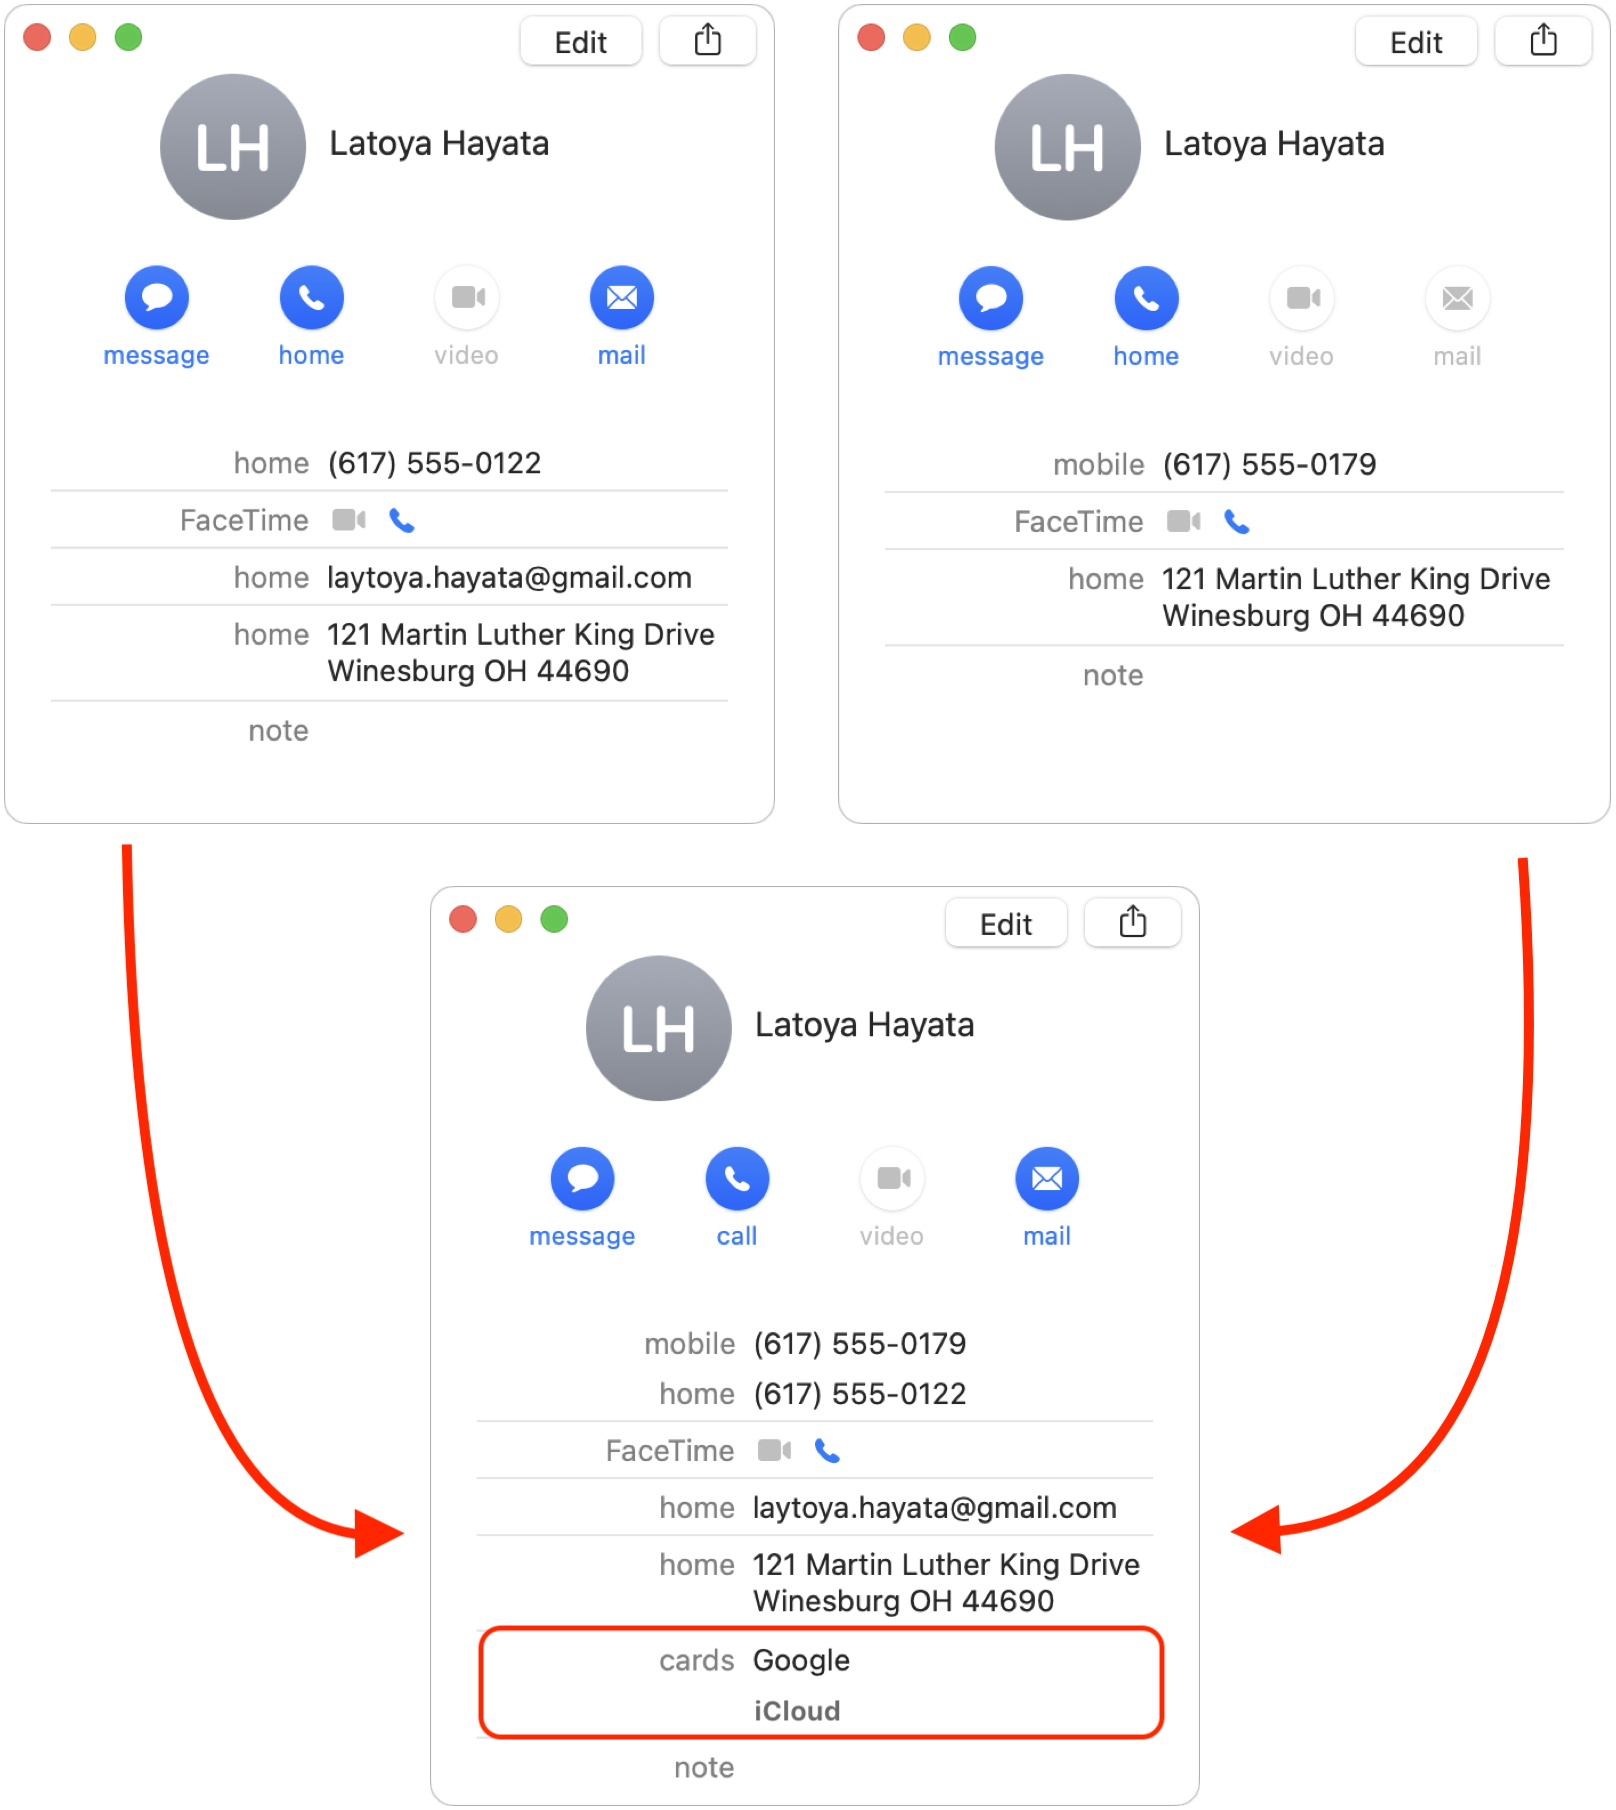 Edit
LH
Latoya Hayata
message home video mail
home (617) 555-0122
FaceTime
home laytoya.hayata@gmail.com
home 121 Martin Luther King Drive
Winesburg OH 44690
note
Edit
LH
Latoya Hayata
message home video mail
mobile (617) 555-0179
FaceTime
home 121 Martin Luther King Drive
Winesburg OH 44690
note
Edit
LH
Latoya Hayata
message call video mail
mobile (617) 555-0179
home (617) 555-0122
FaceTime
home laytoya.hayata@gmail.com
home 121 Martin Luther King Drive
Winesburg OH 44690
cards Google
iCloud
note